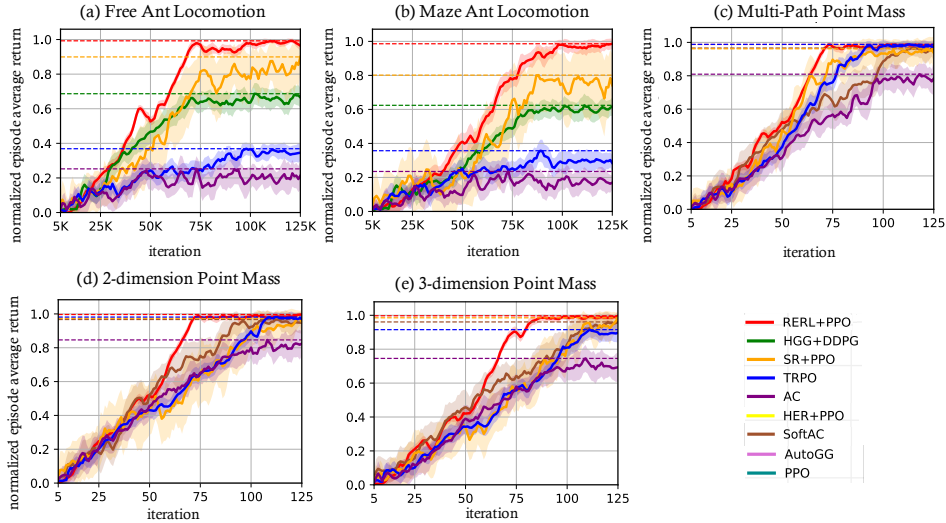 (a) Free Ant Locomotion
normalized episode average return
1.0
0.8
0.6
0.4
0.2
0.0
5K 25K 50K 75K 100K 125K
iteration
(b) Maze Ant Locomotion
normalized episode average return
1.0
0.8
0.6
0.4
0.2
0.0
5K 25K 50K 75K 100K 125K
iteration
(c) Multi-Path Point Mass
normalized episode average return
1.0
0.8
0.6
0.4
0.2
0.0
5 25 50 75 100 125
iteration
(d) 2-dimension Point Mass
normalized episode average return
1.0
0.8
0.6
0.4
0.2
0.0
5 25 50 75 100 125
iteration
(e) 3-dimension Point Mass
normalized episode average return
1.0
0.8
0.6
0.4
0.2
0.0
5 25 50 75 100 125
iteration
RERL+PPO
HGG+DDPG
SR+PPO
TRPO
AC
HER+PPO
SoftAC
AutoGG
PPO